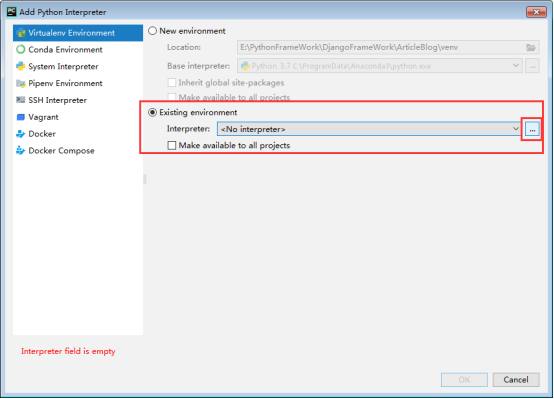 Add Python Interpreter
Virtualenv Environment
Conda Environment
System Interpreter
Pipenv Environment
SSH Interpreter
Vagrant
Docker
Docker Compose
New environment
Location: E:\PythonFrameWork\DjangoFrameWork\ArticleBlog\venv
Base interpreter: Python 3.7 C:\ProgramData\Anaconda3\python.exe ...
Inherit global site-packages
Make available to all projects
Existing environment
Interpreter: <No interpreter> ...
Make available to all projects
Interpreter field is empty
OK Cancel